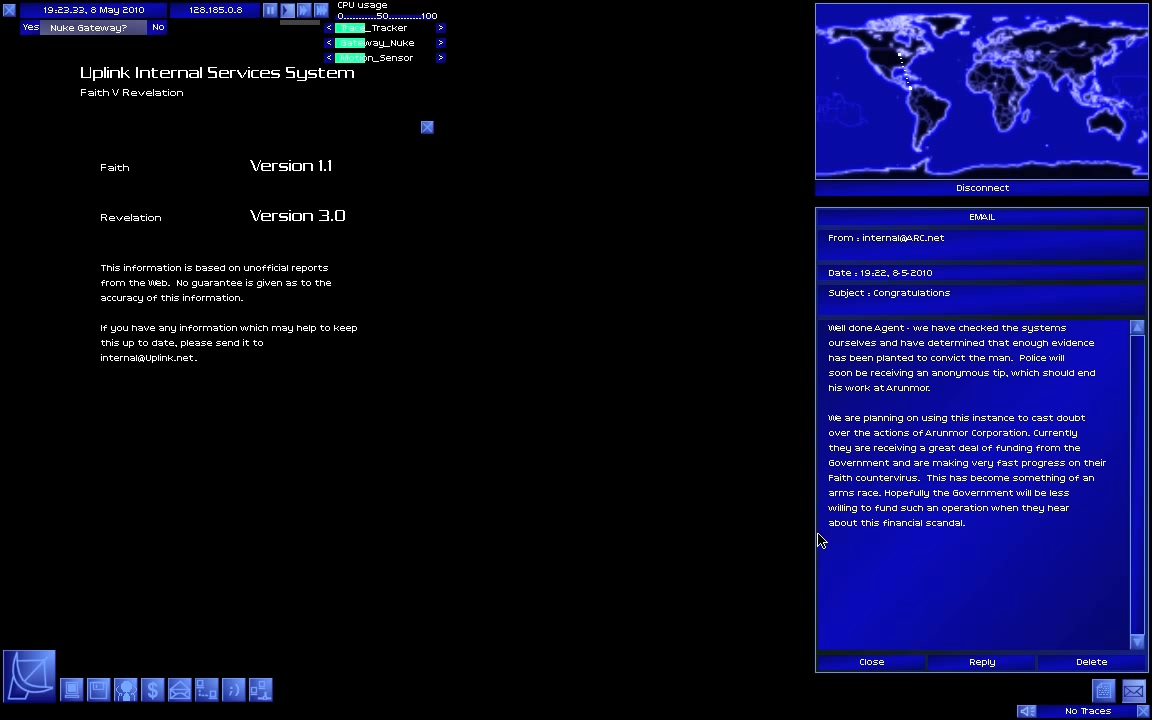 19:23.33, 8 May 2010
128.185.0.8
CPU usage
0........50........100
Yes
Nuke Gateway?
No
< Trace_Tracker >
< Gateway_Nuke >
< Motion_Sensor >
Uplink Internal Services System
Faith V Revelation
Faith Version 1.1
Revelation Version 3.0
This information is based on unofficial reports
from the Web. No guarantee is given as to the
accuracy of this information.
If you have any information which may help to keep
this up to date, please send it to
internal@Uplink.net.
Disconnect
EMAIL
From : internal@ARC.net
Date : 19:22, 8-5-2010
Subject : Congratulations
Well done Agent - we have checked the systems
ourselves and have determined that enough evidence
has been planted to convict the man. Police will
soon be receiving an anonymous tip, which should end
his work at Arunmor.
We are planning on using this instance to cast doubt
over the actions of Arunmor Corporation. Currently
they are receiving a great deal of funding from the
Government and are making very fast progress on their
Faith countervirus. This has become something of an
arms race. Hopefully the Government will be less
willing to fund such an operation when they hear
about this financial scandal.
Close
Reply
Delete
No Traces